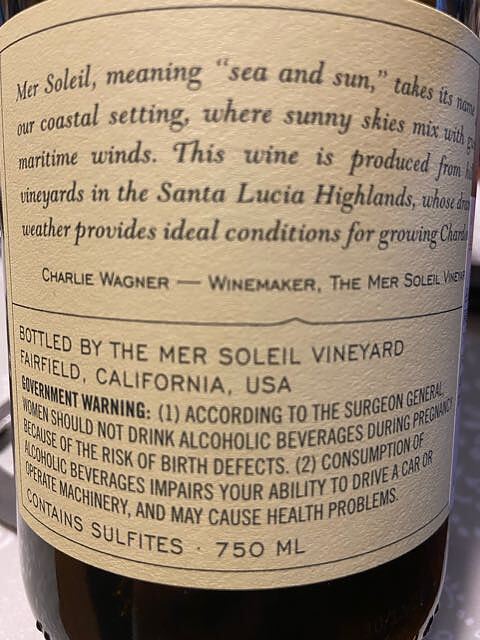 Mer Soleil, meaning “sea and sun,” takes its name
our coastal setting, where sunny skies mix with
maritime winds. This wine is produced from
vineyards in the Santa Lucia Highlands, whose
weather provides ideal conditions for growing
CHARLIE WAGNER — WINEMAKER, THE MER SOLEIL
BOTTLED BY THE MER SOLEIL VINEYARD
FAIRFIELD, CALIFORNIA, USA
GOVERNMENT WARNING: (1) ACCORDING TO THE SURGEON GENERAL,
WOMEN SHOULD NOT DRINK ALCOHOLIC BEVERAGES DURING PREGNANCY
BECAUSE OF THE RISK OF BIRTH DEFECTS. (2) CONSUMPTION OF
ALCOHOLIC BEVERAGES IMPAIRS YOUR ABILITY TO DRIVE A CAR OR
OPERATE MACHINERY, AND MAY CAUSE HEALTH PROBLEMS.
CONTAINS SULFITES · 750 ML